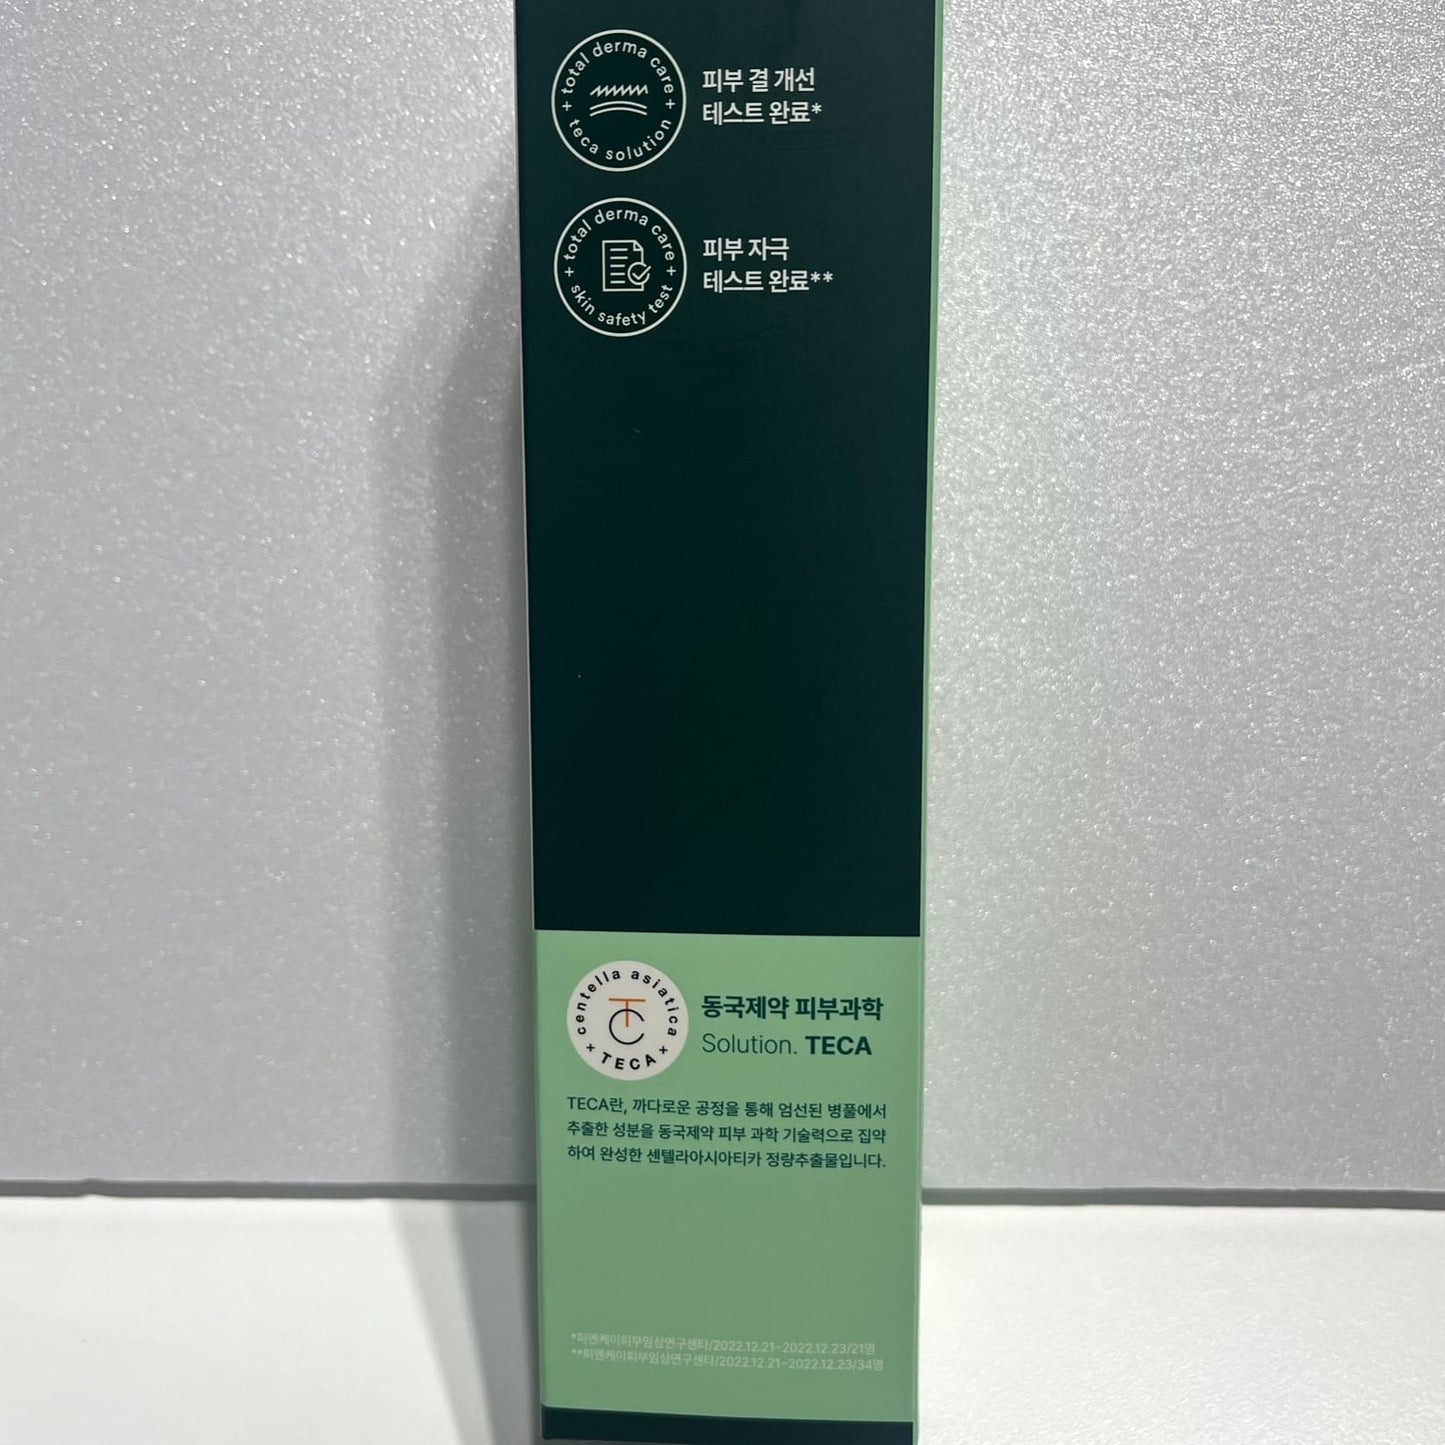 total derma care
+ teca solution +
피부 결 개선
테스트 완료*
total derma care
+ skin safety test +
피부 자극
테스트 완료**
centella asiatica
+ TECA +
TC
동국제약 피부과학
Solution. TECA
TECA란, 까다로운 공정을 통해 엄선된 병풀에서
추출한 성분을 동국제약 피부 과학 기술력으로 집약
하여 완성한 센텔라아시아티카 정량추출물입니다.
*피엔케이피부임상연구센타/2022.12.21~2022.12.23/21명
**피엔케이피부임상연구센타/2022.12.21~2022.12.23/34명